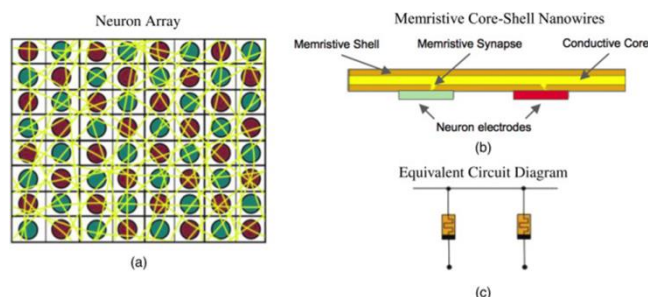 Neuron Array
(a)
Memristive Core-Shell Nanowires
Memristive Shell
Memristive Synapse
Conductive Core
Neuron electrodes
(b)
Equivalent Circuit Diagram
(c)